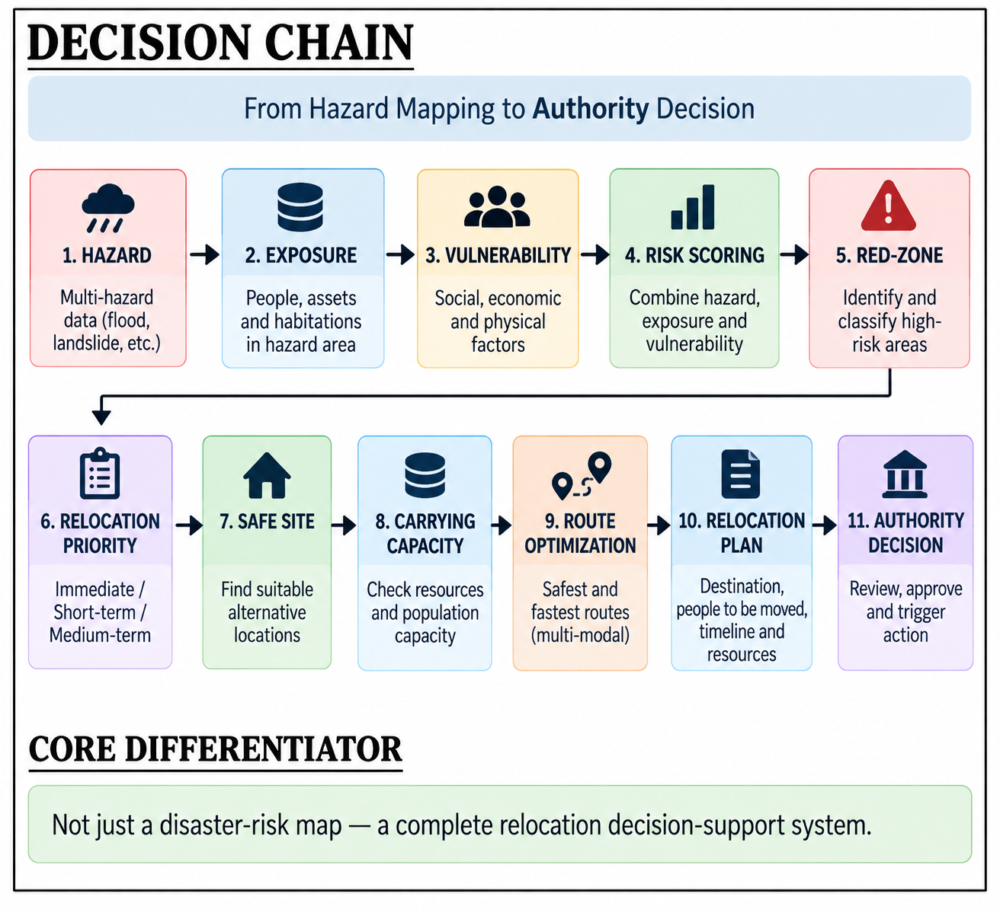 DECISION CHAIN
From Hazard Mapping to Authority Decision
1. HAZARD
Multi-hazard
data (flood,
landslide, etc.)
2. EXPOSURE
People, assets
and habitations
in hazard area
3. VULNERABILITY
Social, economic
and physical
factors
4. RISK SCORING
Combine hazard,
exposure and
vulnerability
5. RED-ZONE
Identify and
classify high-
risk areas
6. RELOCATION
PRIORITY
Immediate /
Short-term /
Medium-term
7. SAFE SITE
Find suitable
alternative
locations
8. CARRYING
CAPACITY
Check resources
and population
capacity
9. ROUTE
OPTIMIZATION
Safest and
fastest routes
(multi-modal)
10. RELOCATION
PLAN
Destination,
people to be moved,
timeline and
resources
11. AUTHORITY
DECISION
Review, approve
and trigger
action
CORE DIFFERENTIATOR
Not just a disaster-risk map — a complete relocation decision-support system.